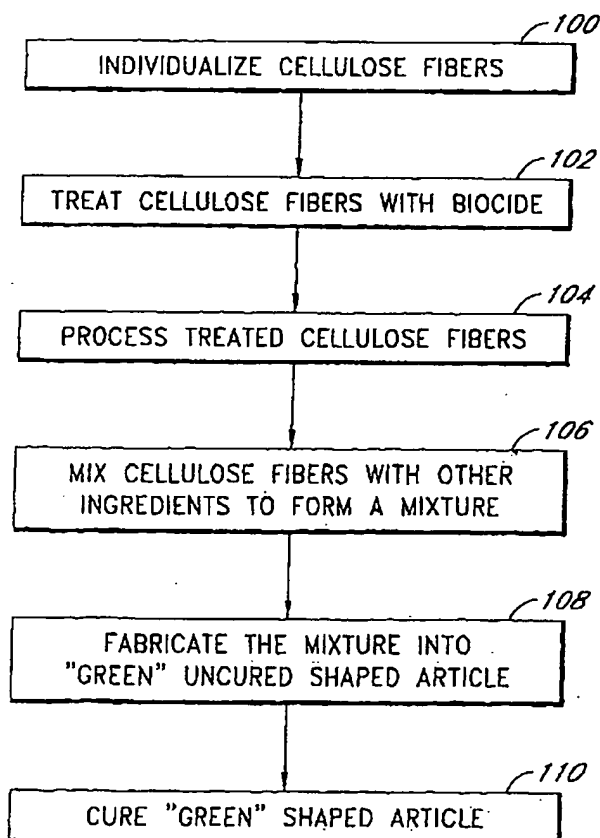 100
INDIVIDUALIZE CELLULOSE FIBERS
102
TREAT CELLULOSE FIBERS WITH BIOCIDE
104
PROCESS TREATED CELLULOSE FIBERS
106
MIX CELLULOSE FIBERS WITH OTHER
INGREDIENTS TO FORM A MIXTURE
108
FABRICATE THE MIXTURE INTO
"GREEN" UNCURED SHAPED ARTICLE
110
CURE "GREEN" SHAPED ARTICLE